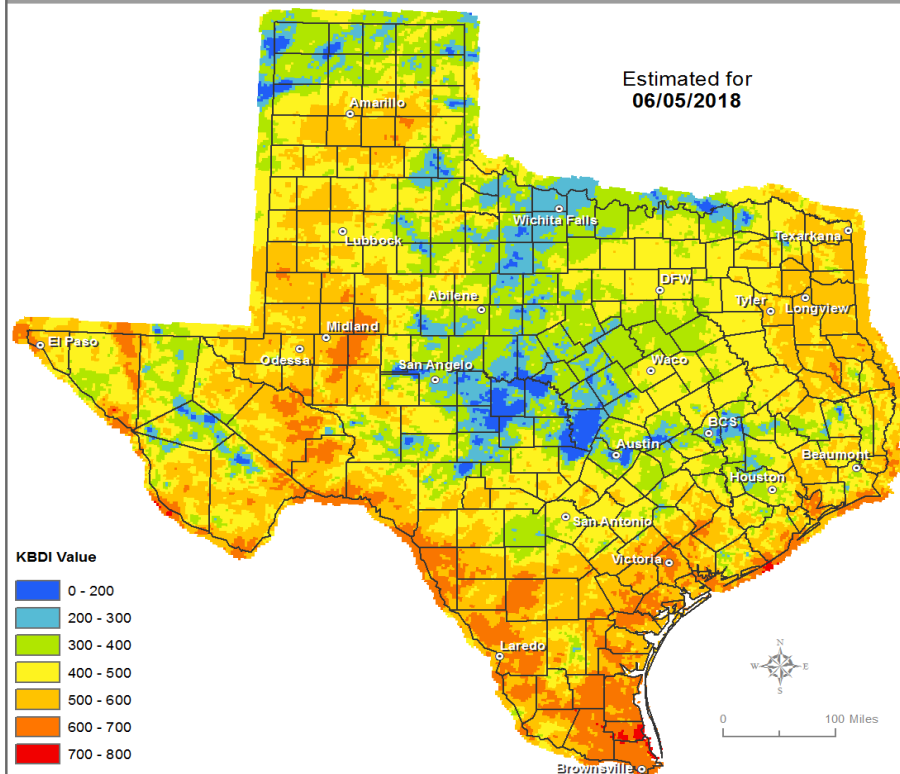 Estimated for
06/05/2018
Amarillo
Wichita Falls
Lubbock
Texarkana
DFW
Abilene
Tyler
Longview
Midland
El Paso
Odessa
San Angelo
Waco
BCS
Austin
Beaumont
Houston
San Antonio
Victoria
Laredo
Brownsville
KBDI Value
0 - 200
200 - 300
300 - 400
400 - 500
500 - 600
600 - 700
700 - 800
N
W E
S
0 100 Miles